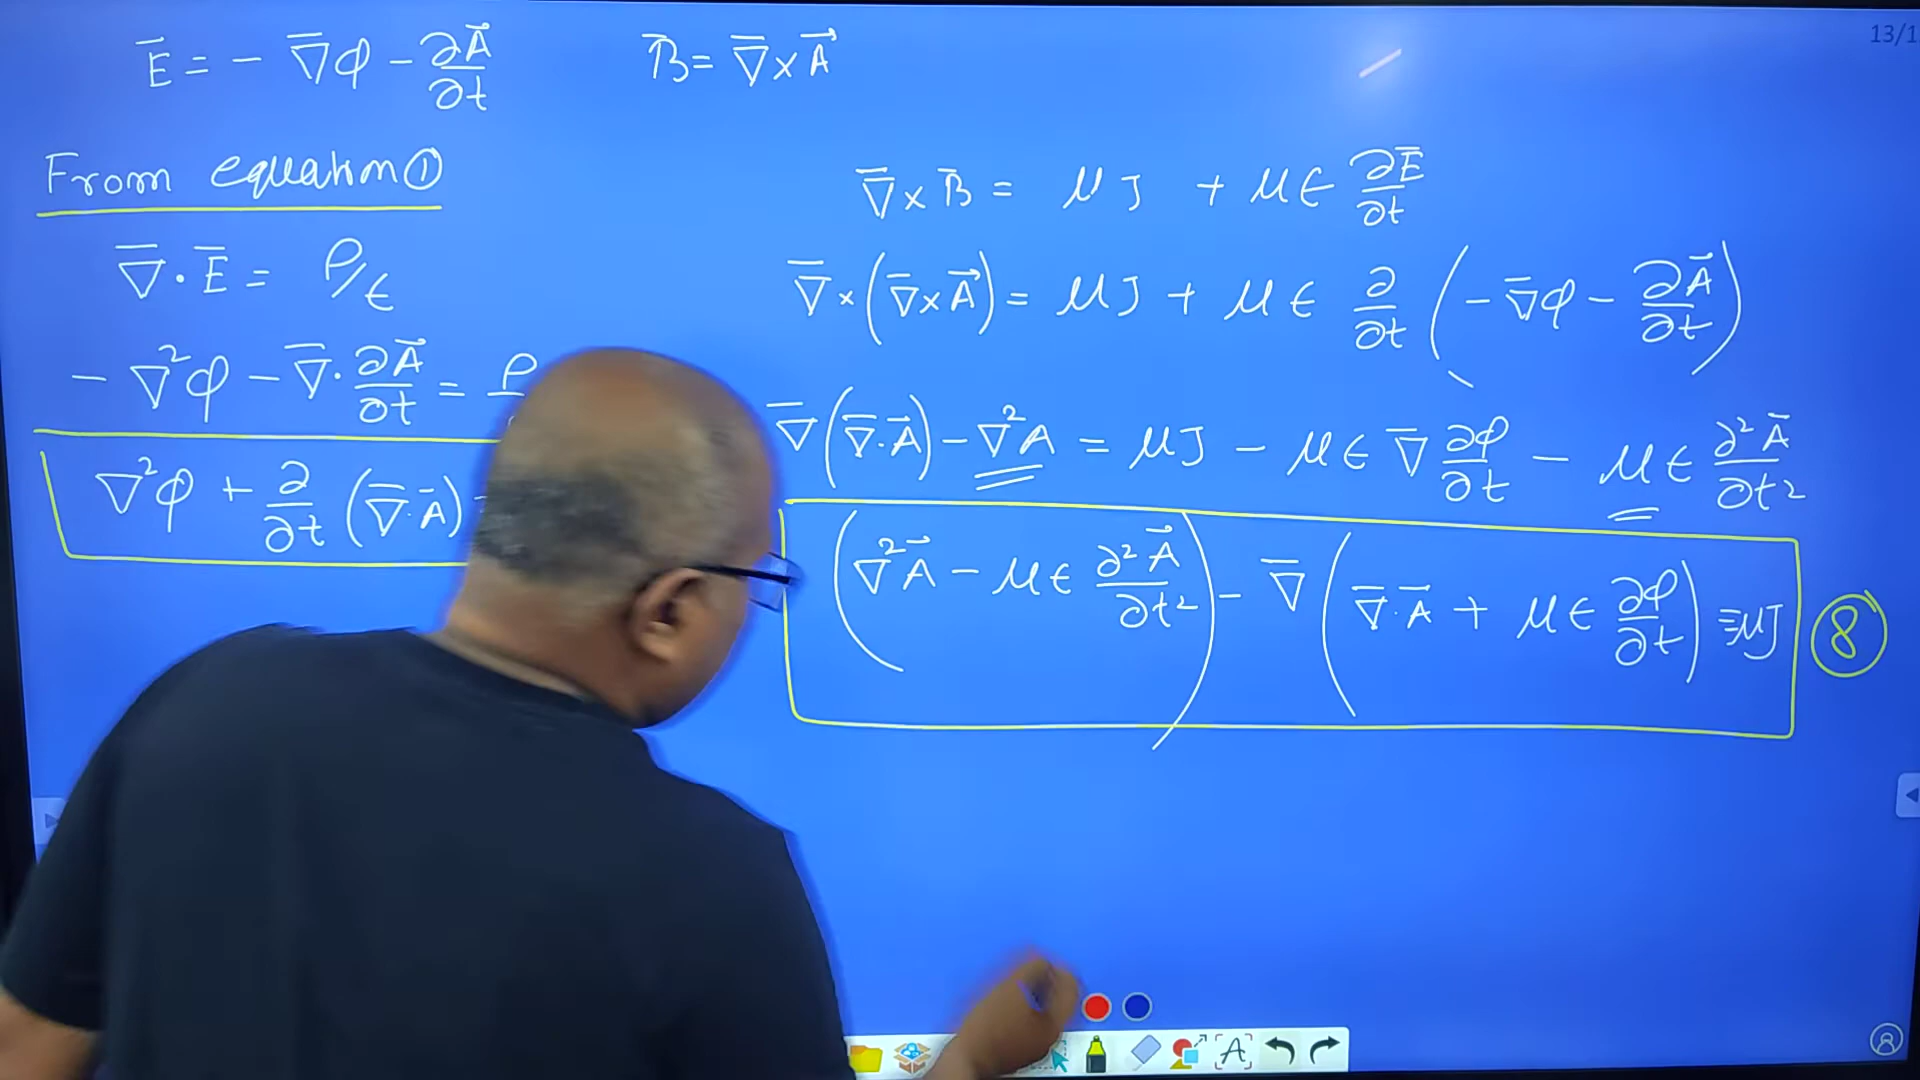 E̅ = - ∇̅φ - ∂A⃗/∂t
B̅ = ∇̅ × A⃗
13/1
From equation ①
∇̅ · E̅ = ρ/ϵ
- ∇²φ - ∇̅ · ∂A⃗/∂t = ρ
∇²φ + ∂/∂t (∇̅ · A̅)
∇̅ × B̅ = μJ + μϵ ∂E̅/∂t
∇̅ × (∇̅ × A⃗) = μJ + μϵ ∂/∂t (- ∇̅φ - ∂A⃗/∂t)
∇̅(∇̅ · A⃗) - ∇²A = μJ - μϵ ∇̅ ∂φ/∂t - μϵ ∂²A̅/∂t²
(∇²A⃗ - μϵ ∂²A⃗/∂t²) - ∇̅ (∇̅ · A̅ + μϵ ∂φ/∂t) = μJ ⑧
A